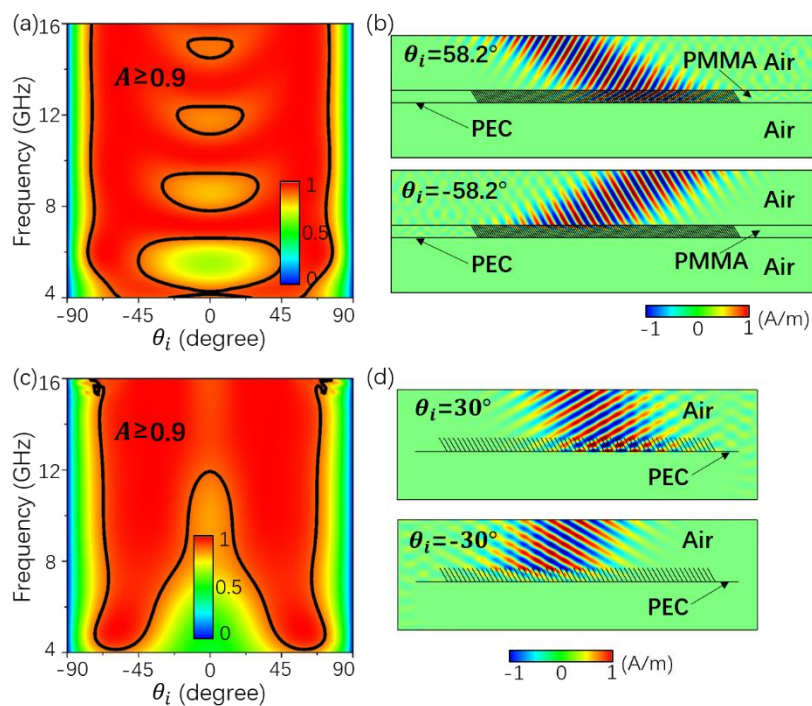 (a)
Frequency (GHz)
16
12
8
4
A≥0.9
1
0.5
0
-90 -45 0 45 90
θi (degree)
(b)
θi=58.2°
PMMA Air
PEC
Air
θi=-58.2°
Air
PEC
PMMA
Air
-1 0 1 (A/m)
(c)
Frequency (GHz)
16
12
8
4
A≥0.9
1
0.5
0
-90 -45 0 45 90
θi (degree)
(d)
θi=30°
Air
PEC
θi=-30°
Air
PEC
-1 0 1 (A/m)